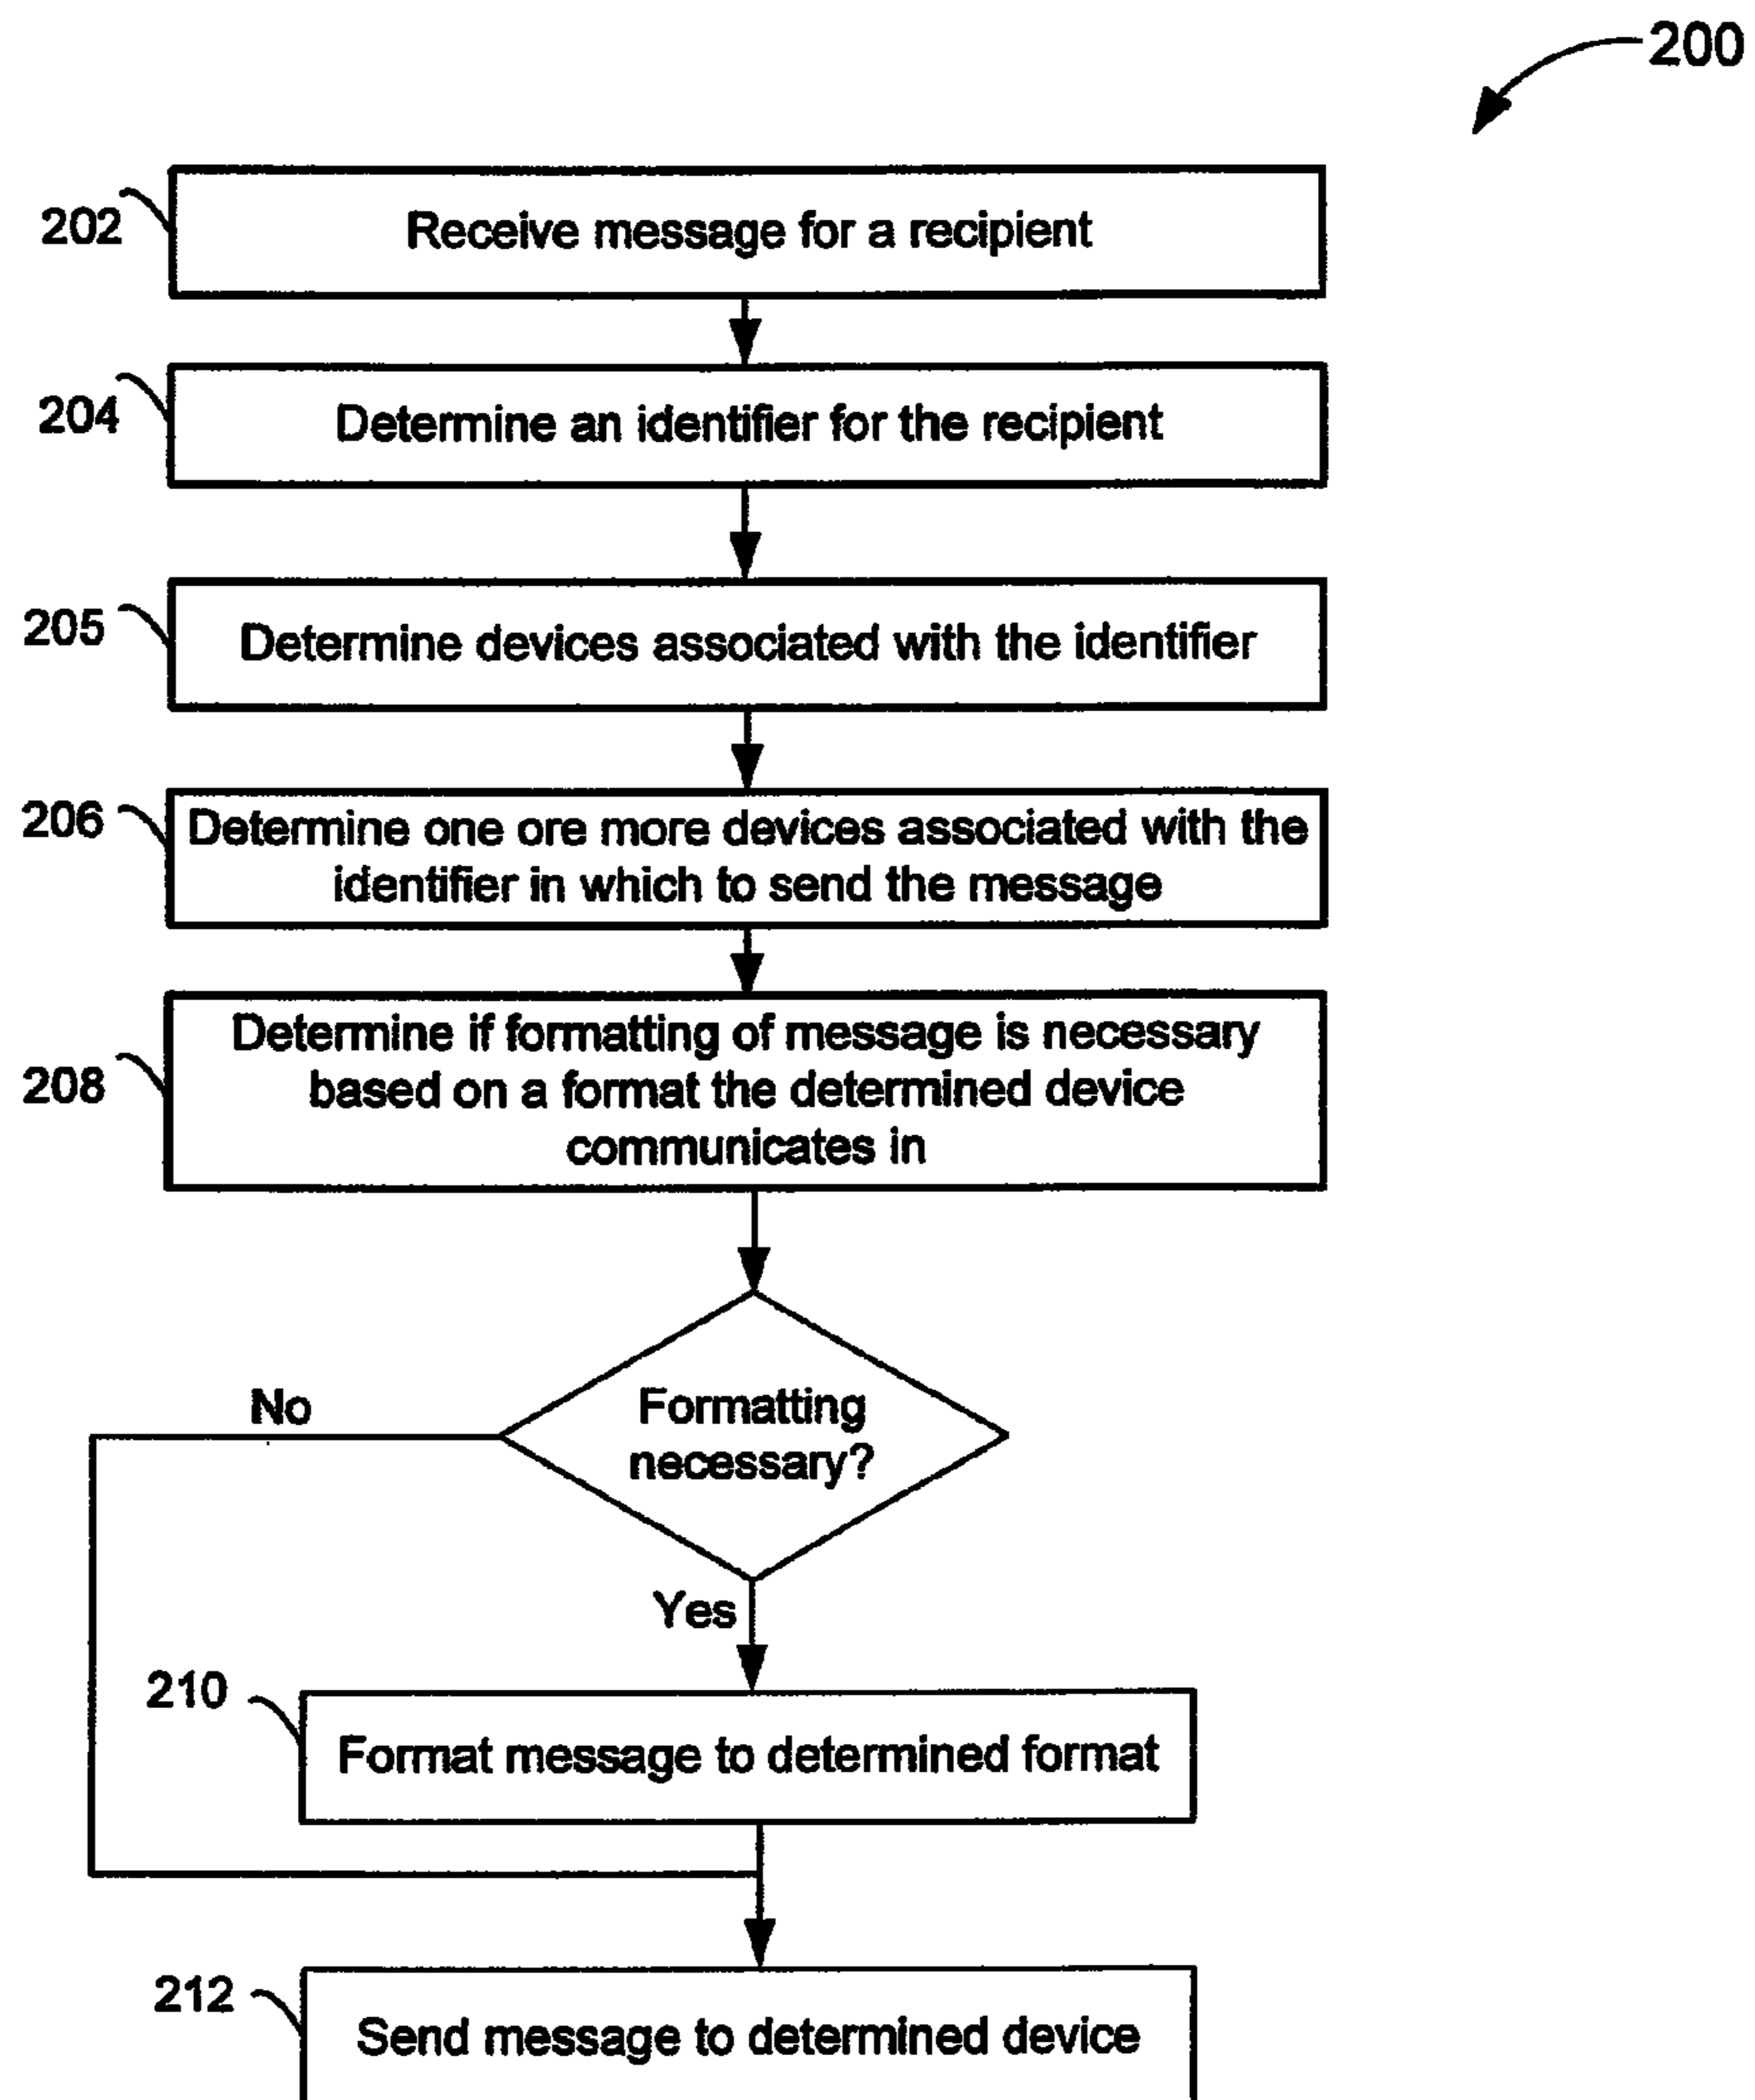 200
202
Receive message for a recipient
204
Determine an identifier for the recipient
205
Determine devices associated with the identifier
206
Determine one ore more devices associated with the
identifier in which to send the message
208
Determine if formatting of message is necessary
based on a format the determined device
communicates in
Formatting
necessary?
No
Yes
210
Format message to determined format
212
Send message to determined device